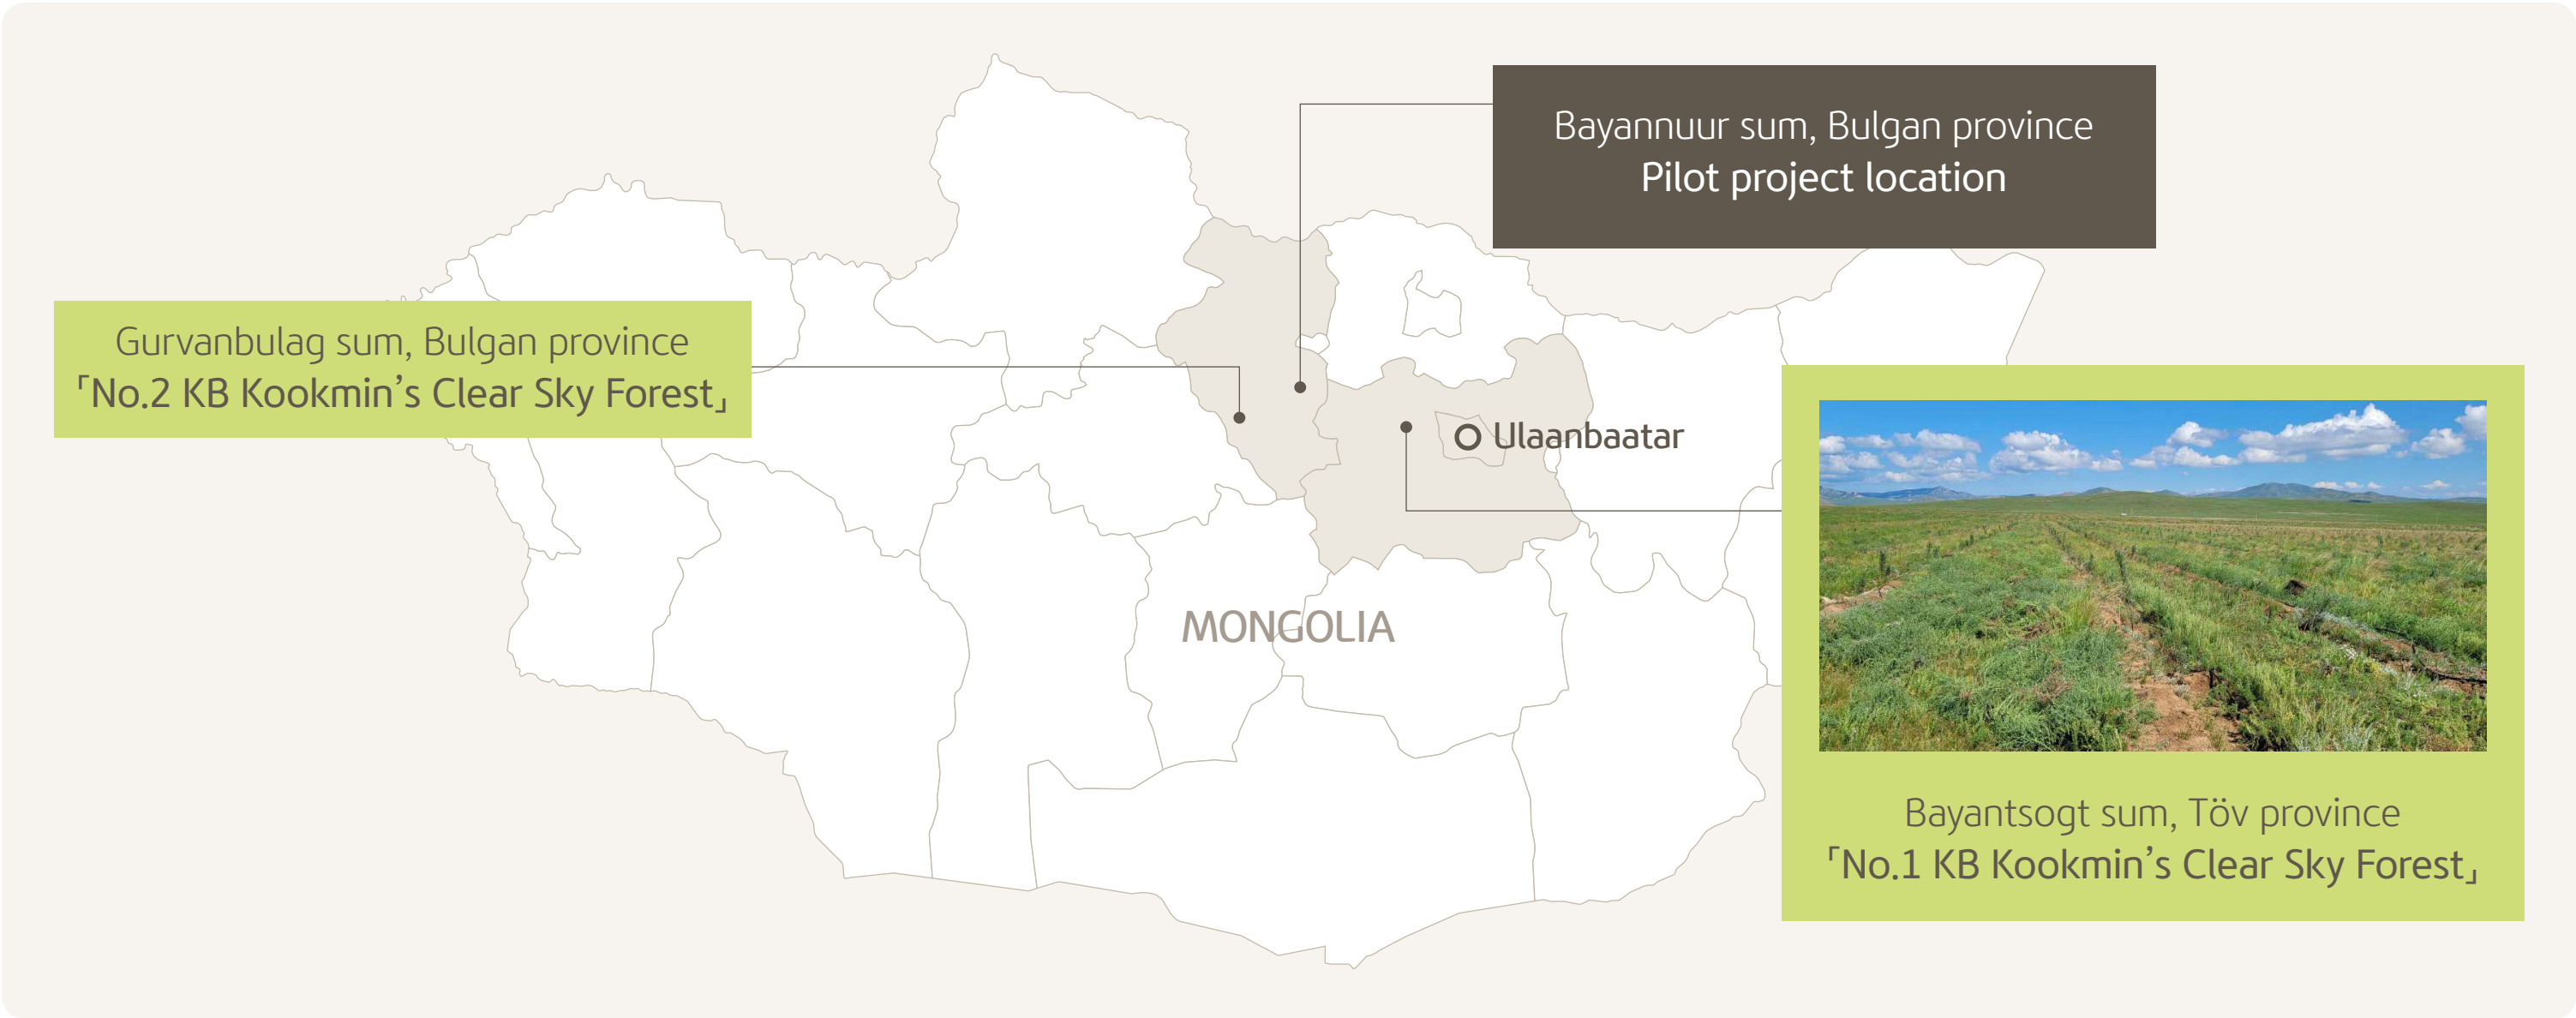 Bayannuur sum, Bulgan province
Pilot project location
Gurvanbulag sum, Bulgan province
「No.2 KB Kookmin’s Clear Sky Forest」
Ulaanbaatar
MONGOLIA
Bayantsogt sum, Töv province
「No.1 KB Kookmin’s Clear Sky Forest」